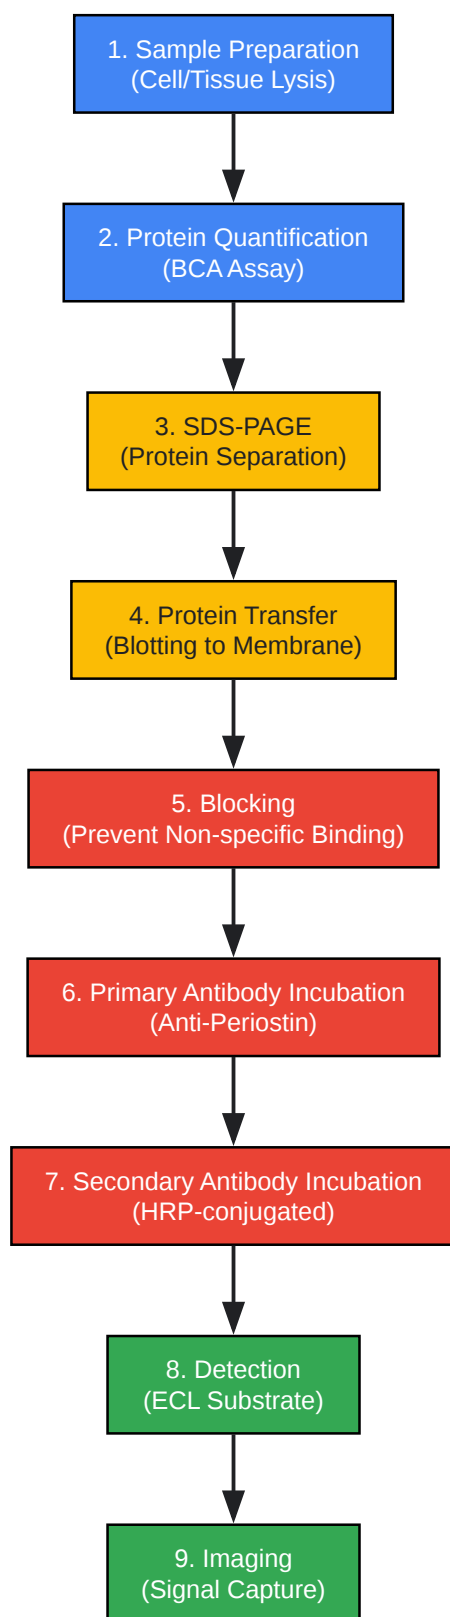 1. Sample Preparation
(Cell/Tissue Lysis)
2. Protein Quantification
(BCA Assay)
3. SDS-PAGE
(Protein Separation)
4. Protein Transfer
(Blotting to Membrane)
5. Blocking
(Prevent Non-specific Binding)
6. Primary Antibody Incubation
(Anti-Periostin)
7. Secondary Antibody Incubation
(HRP-conjugated)
8. Detection
(ECL Substrate)
9. Imaging
(Signal Capture)